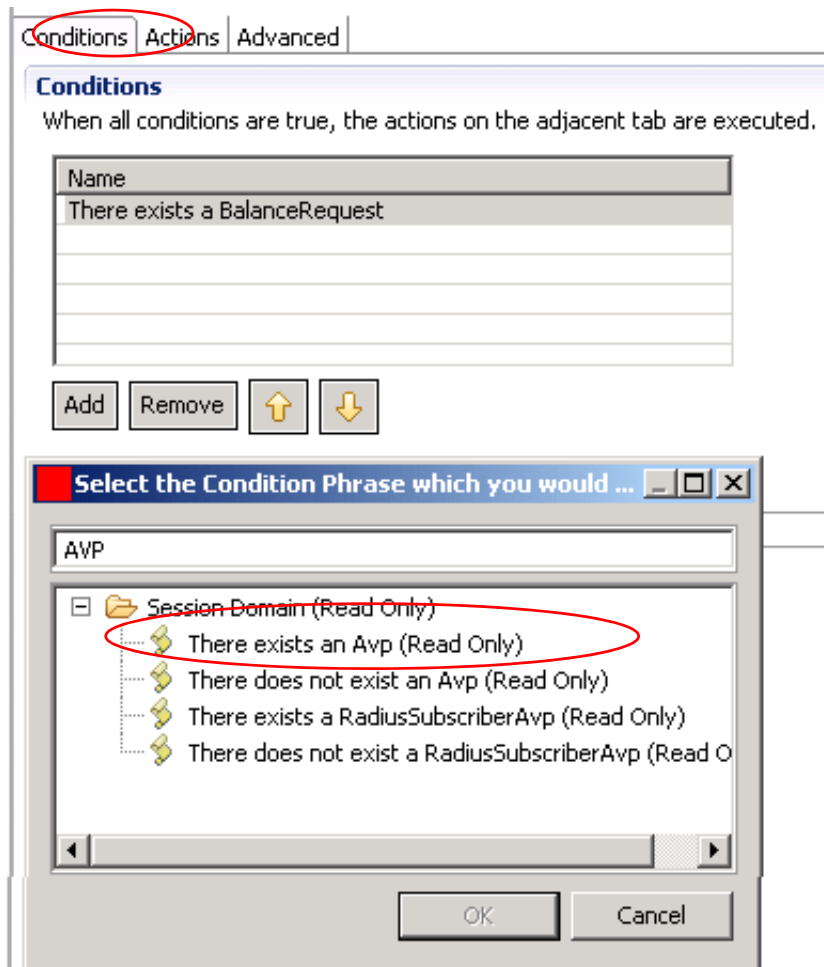 Conditions Actions Advanced
Conditions
When all conditions are true, the actions on the adjacent tab are executed.
Name
There exists a BalanceRequest
Add Remove
Select the Condition Phrase which you would ...
AVP
Session Domain (Read Only)
There exists an Avp (Read Only)
There does not exist an Avp (Read Only)
There exists a RadiusSubscriberAvp (Read Only)
There does not exist a RadiusSubscriberAvp (Read O
OK Cancel